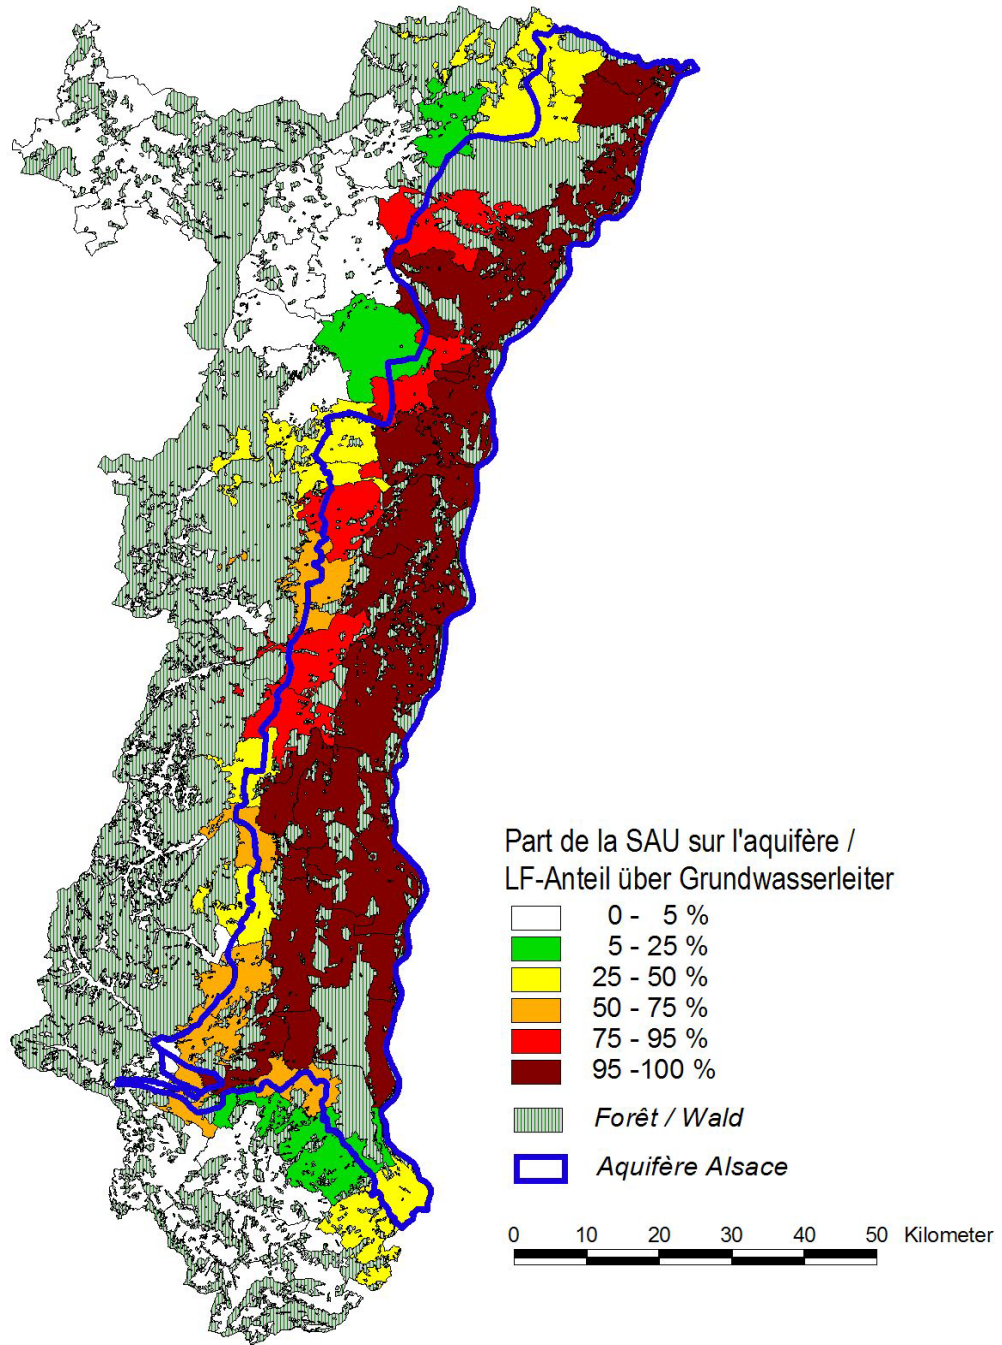 Part de la SAU sur l'aquifère /
LF-Anteil über Grundwasserleiter
0 - 5 %
5 - 25 %
25 - 50 %
50 - 75 %
75 - 95 %
95 -100 %
Forêt / Wald
Aquifère Alsace
0 10 20 30 40 50 Kilometer